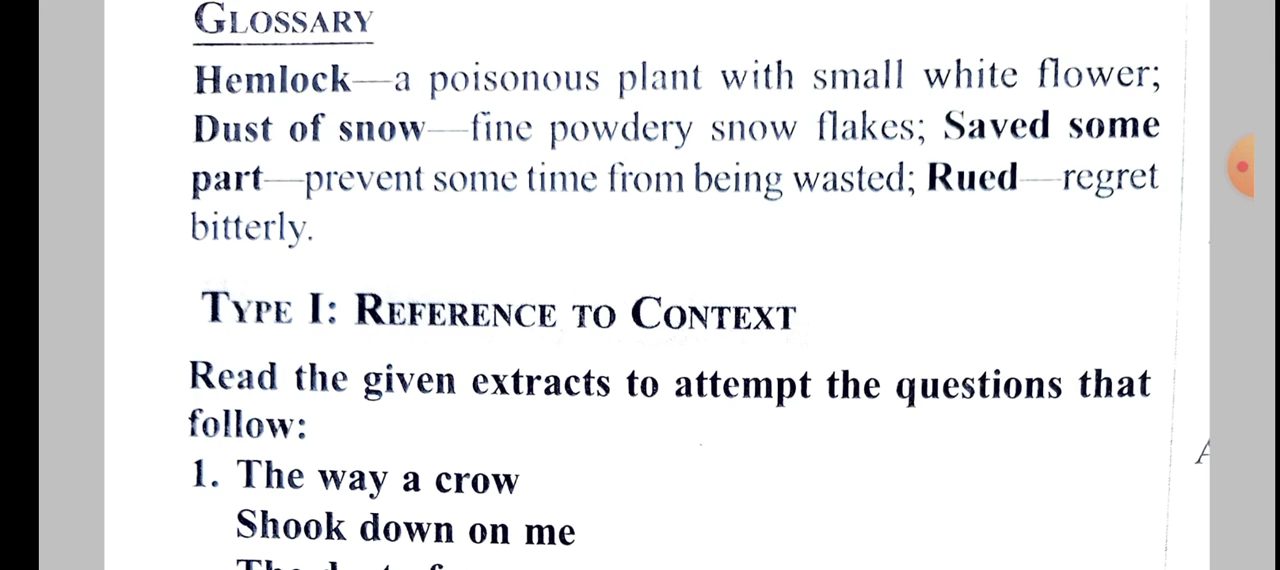 GLOSSARY
Hemlock—a poisonous plant with small white flower;
Dust of snow—fine powdery snow flakes; Saved some
part—prevent some time from being wasted; Rued—regret
bitterly.
TYPE I: REFERENCE TO CONTEXT
Read the given extracts to attempt the questions that
follow:
1. The way a crow
Shook down on me